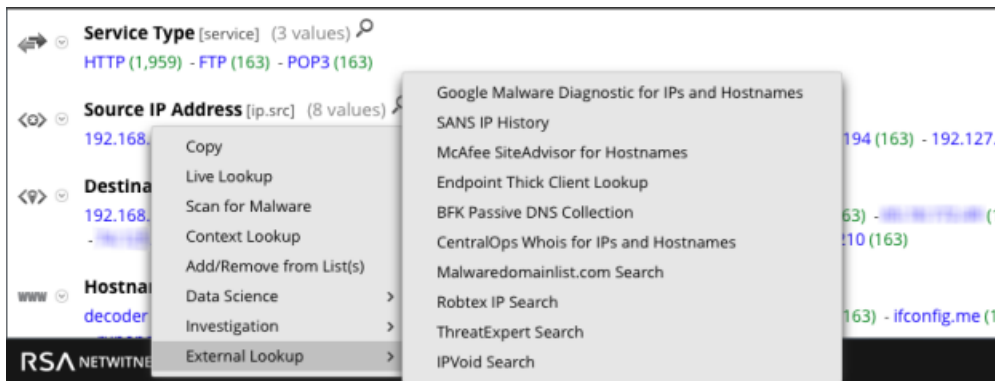 Service Type [service] (3 values)
HTTP (1,959) - FTP (163) - POP3 (163)
Source IP Address [ip.src] (8 values)
192.168. 194 (163) - 192.127.
Destina
192.168. 63) - (1
- 210 (163)
www Hostnar
decoder 163) - ifconfig.me (1
RSA NETWITNE
Copy
Live Lookup
Scan for Malware
Context Lookup
Add/Remove from List(s)
Data Science >
Investigation >
External Lookup >
Google Malware Diagnostic for IPs and Hostnames
SANS IP History
McAfee SiteAdvisor for Hostnames
Endpoint Thick Client Lookup
BFK Passive DNS Collection
CentralOps Whois for IPs and Hostnames
Malwaredomainlist.com Search
Robtex IP Search
ThreatExpert Search
IPVoid Search